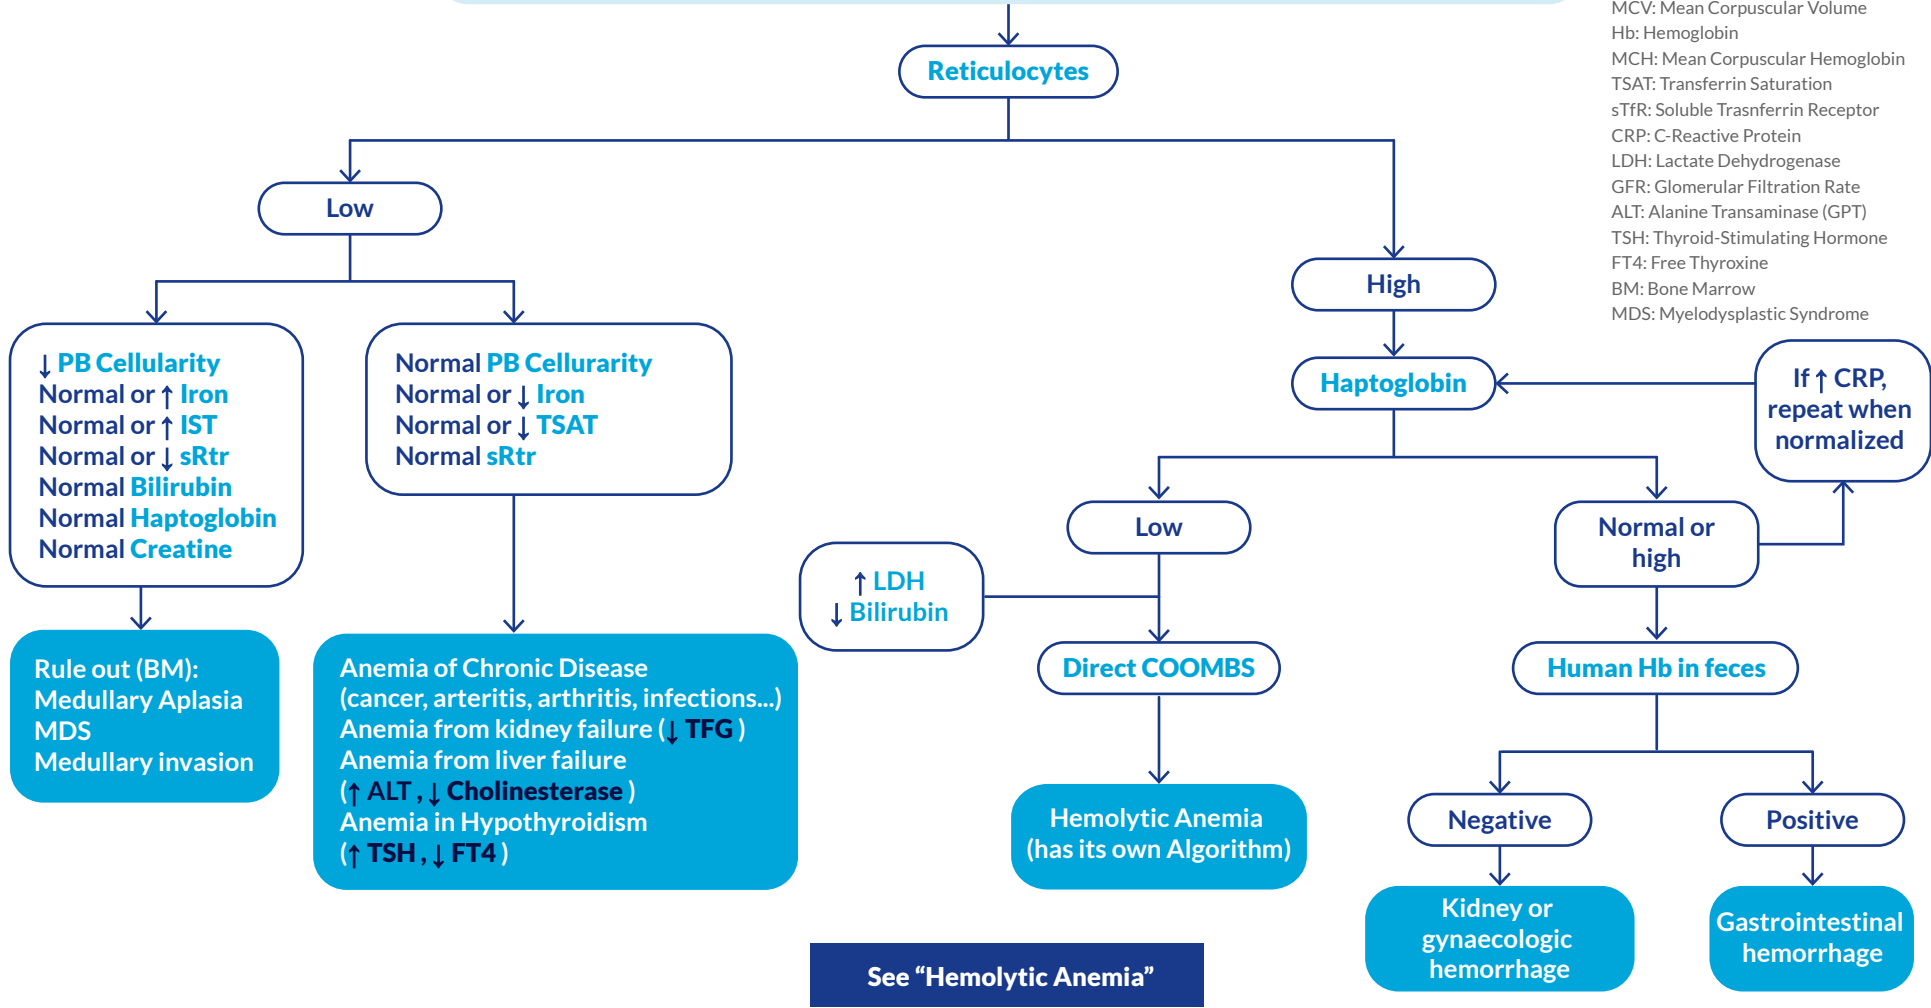 MCV: Mean Corpuscular Volume
Hb: Hemoglobin
MCH: Mean Corpuscular Hemoglobin
TSAT: Transferrin Saturation
sTfR: Soluble Trasnferrin Receptor
CRP: C-Reactive Protein
LDH: Lactate Dehydrogenase
GFR: Glomerular Filtration Rate
ALT: Alanine Transaminase (GPT)
TSH: Thyroid-Stimulating Hormone
FT4: Free Thyroxine
BM: Bone Marrow
MDS: Myelodysplastic Syndrome
Reticulocytes
Low
↓ PB Cellularity
Normal or ↑ Iron
Normal or ↑ IST
Normal or ↓ sRtr
Normal Bilirubin
Normal Haptoglobin
Normal Creatine
Rule out (BM):
Medullary Aplasia
MDS
Medullary invasion
Normal PB Cellurarity
Normal or ↓ Iron
Normal or ↓ TSAT
Normal sRtr
Anemia of Chronic Disease
(cancer, arteritis, arthritis, infections...)
Anemia from kidney failure (↓ TFG )
Anemia from liver failure
(↑ ALT , ↓ Cholinesterase )
Anemia in Hypothyroidism
(↑ TSH , ↓ FT4 )
High
Haptoglobin
If ↑ CRP,
repeat when
normalized
Low
↑ LDH
↓ Bilirubin
Direct COOMBS
Hemolytic Anemia
(has its own Algorithm)
Normal or
high
Human Hb in feces
Negative
Kidney or
gynaecologic
hemorrhage
Positive
Gastrointestinal
hemorrhage
See “Hemolytic Anemia”